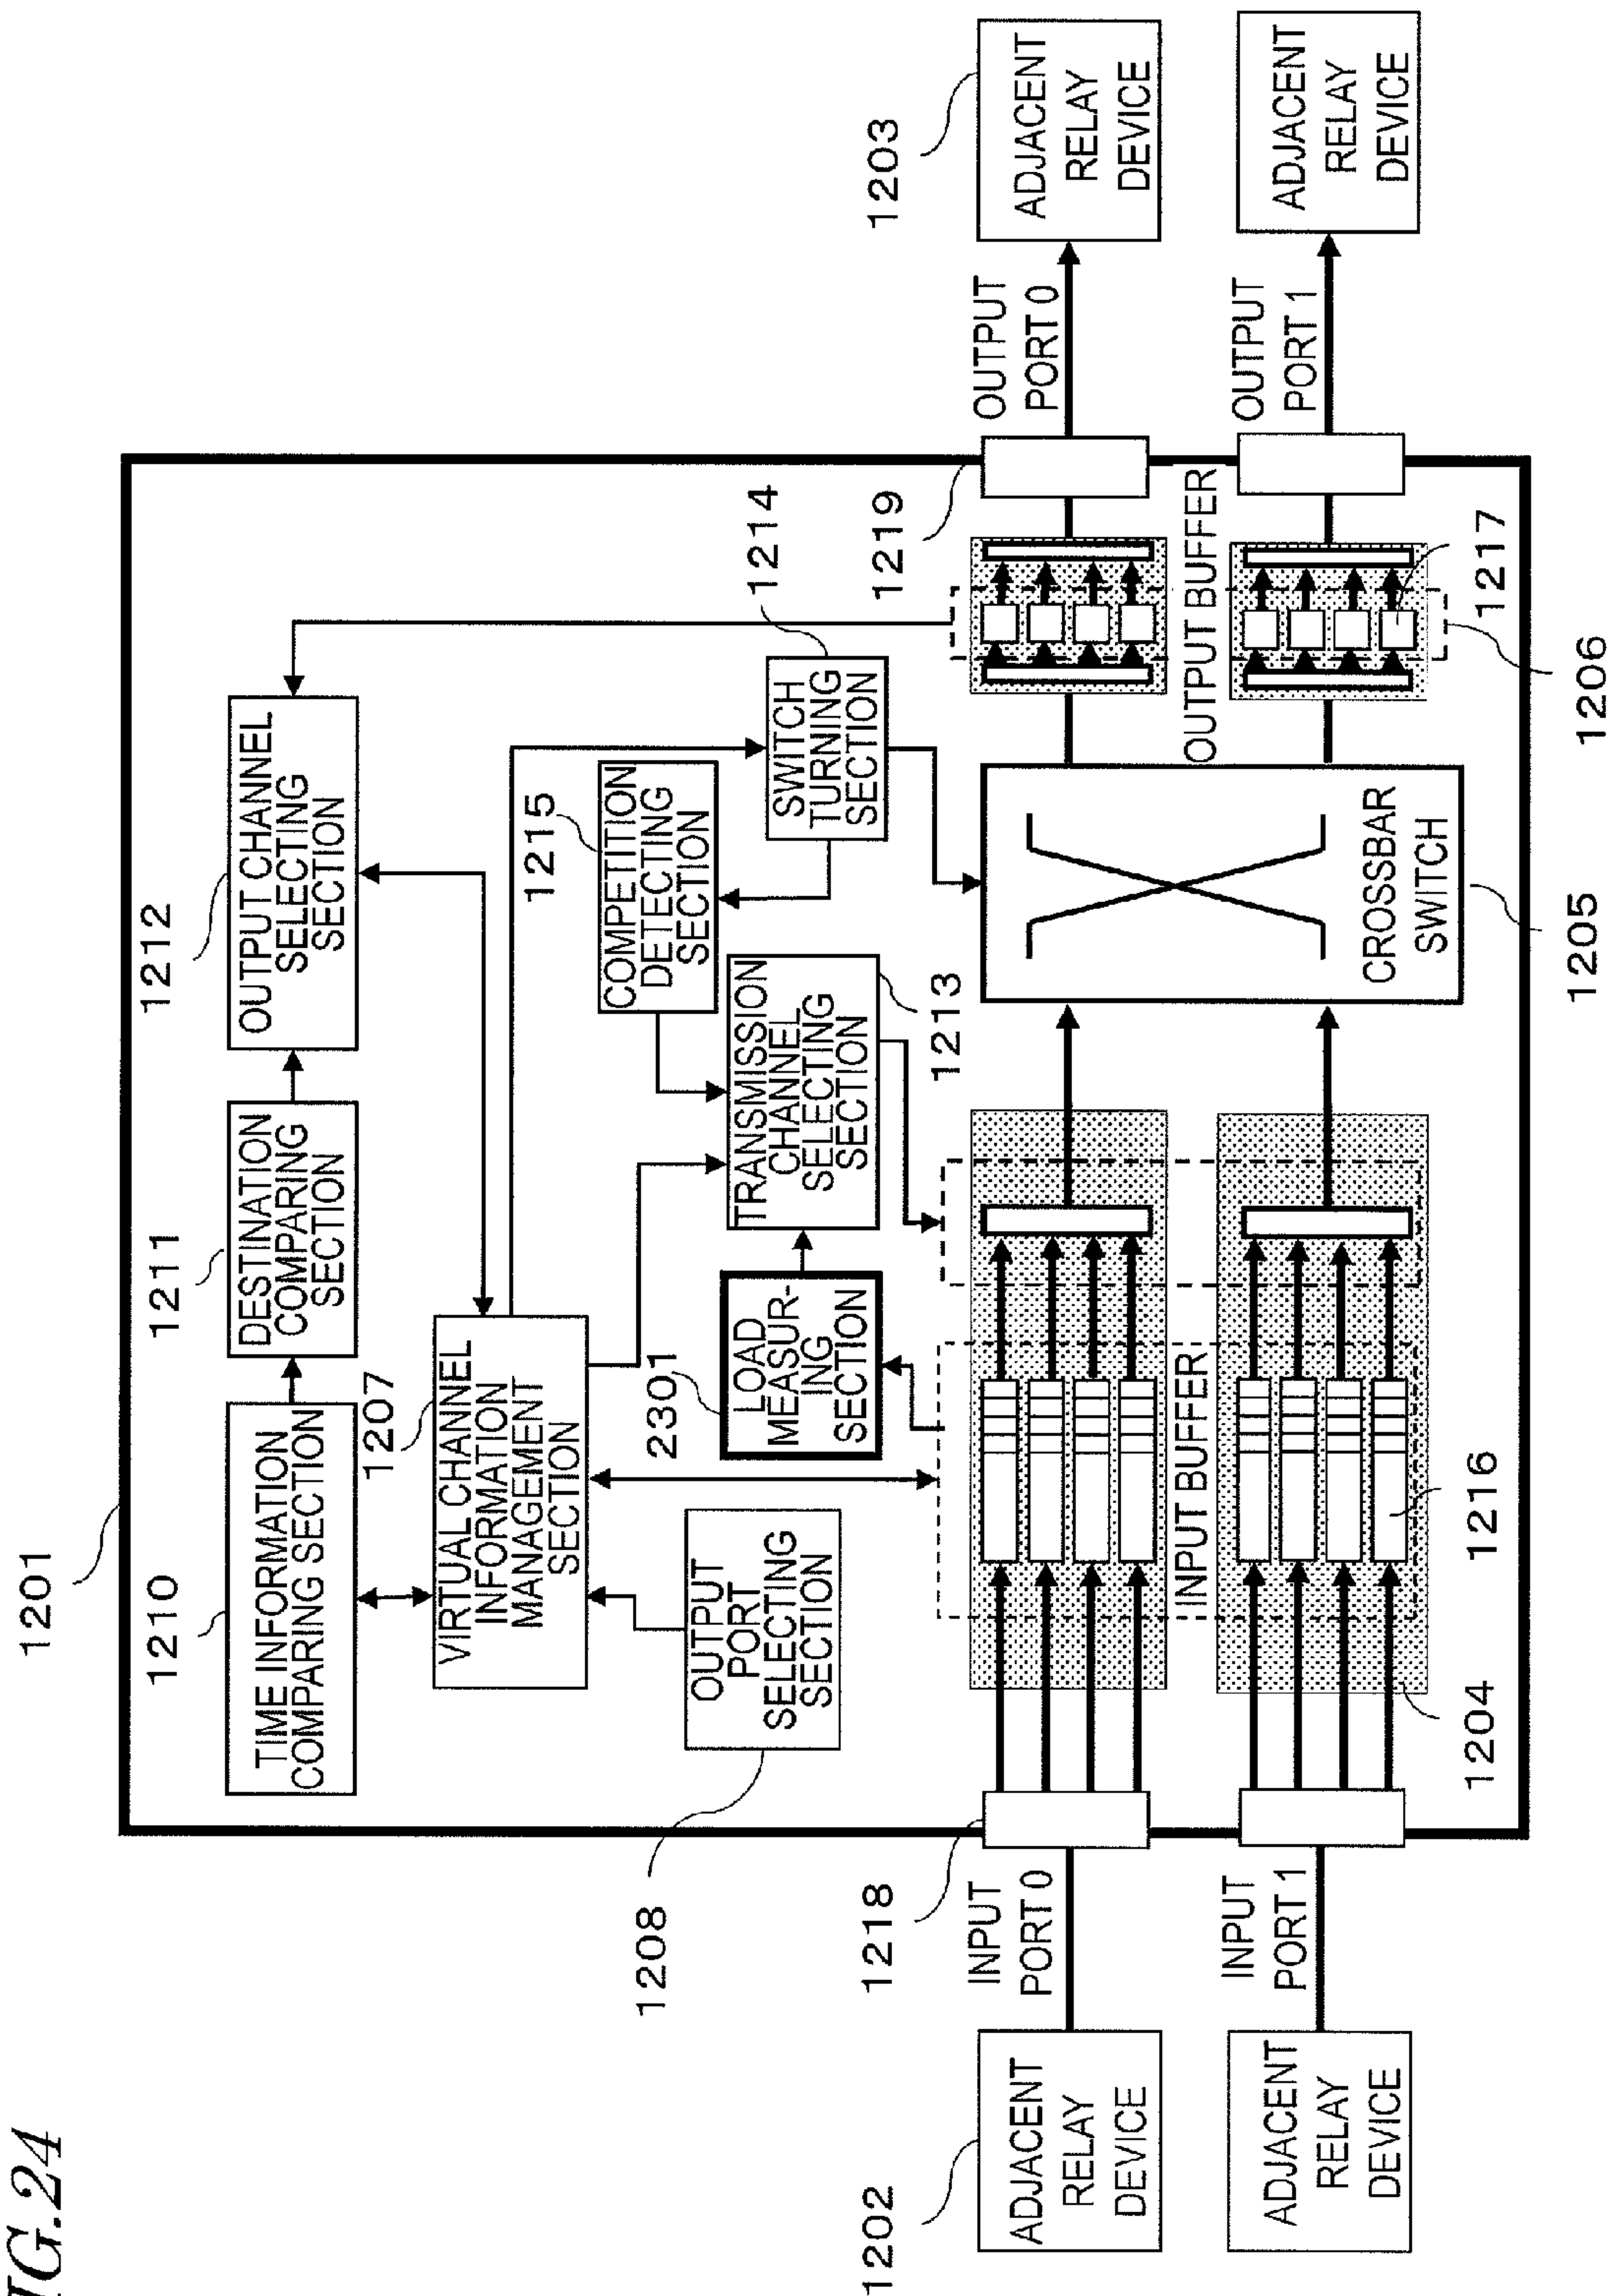 IG.24
1201
1210
TIME INFORMATION
COMPARING SECTION
1211
DESTINATION
COMPARING
SECTION
1212
OUTPUT CHANNEL
SELECTING
SECTION
1207
VIRTUAL CHANNEL
INFORMATION
MANAGEMENT
SECTION
1208
OUTPUT
PORT
SELECTING
SECTION
2301
LOAD
MEASUR-
ING
SECTION
1215
COMPETITION
DETECTING
SECTION
TRANSMISSION
CHANNEL
SELECTING
SECTION
1213
1214
SWITCH
TURNING
SECTION
1202
ADJACENT
RELAY
DEVICE
1218
INPUT
PORT 0
ADJACENT
RELAY
DEVICE
INPUT
PORT 1
INPUT BUFFER
1204
1216
CROSSBAR
SWITCH
1205
OUTPUT BUFFER
1206
1217
1219
OUTPUT
PORT 0
1203
ADJACENT
RELAY
DEVICE
OUTPUT
PORT 1
ADJACENT
RELAY
DEVICE